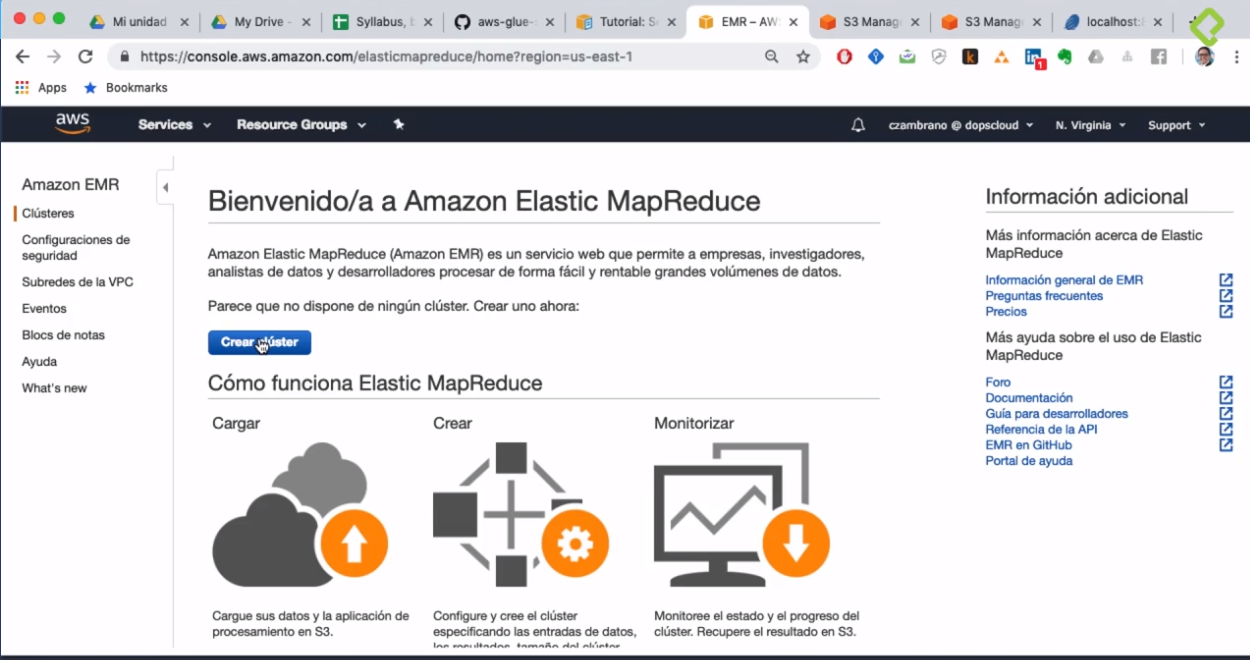 Mi unidad
My Drive -
Syllabus, b
aws-glue-
Tutorial: S
EMR – AW
S3 Manag
S3 Manag
localhost:
https://console.aws.amazon.com/elasticmapreduce/home?region=us-east-1
Apps
Bookmarks
aws
Services
Resource Groups
czambrano @ dopscloud
N. Virginia
Support
Amazon EMR
Clústeres
Configuraciones de
seguridad
Subredes de la VPC
Eventos
Blocs de notas
Ayuda
What's new
Bienvenido/a a Amazon Elastic MapReduce
Amazon Elastic MapReduce (Amazon EMR) es un servicio web que permite a empresas, investigadores,
analistas de datos y desarrolladores procesar de forma fácil y rentable grandes volúmenes de datos.
Parece que no dispone de ningún clúster. Crear uno ahora:
Crear clúster
Cómo funciona Elastic MapReduce
Cargar
Cargue sus datos y la aplicación de
procesamiento en S3.
Crear
Configure y cree el clúster
especificando las entradas de datos,
los resultados, tamaño del clúster
Monitorizar
Monitoree el estado y el progreso del
clúster. Recupere el resultado en S3.
Información adicional
Más información acerca de Elastic
MapReduce
Información general de EMR
Preguntas frecuentes
Precios
Más ayuda sobre el uso de Elastic
MapReduce
Foro
Documentación
Guía para desarrolladores
Referencia de la API
EMR en GitHub
Portal de ayuda